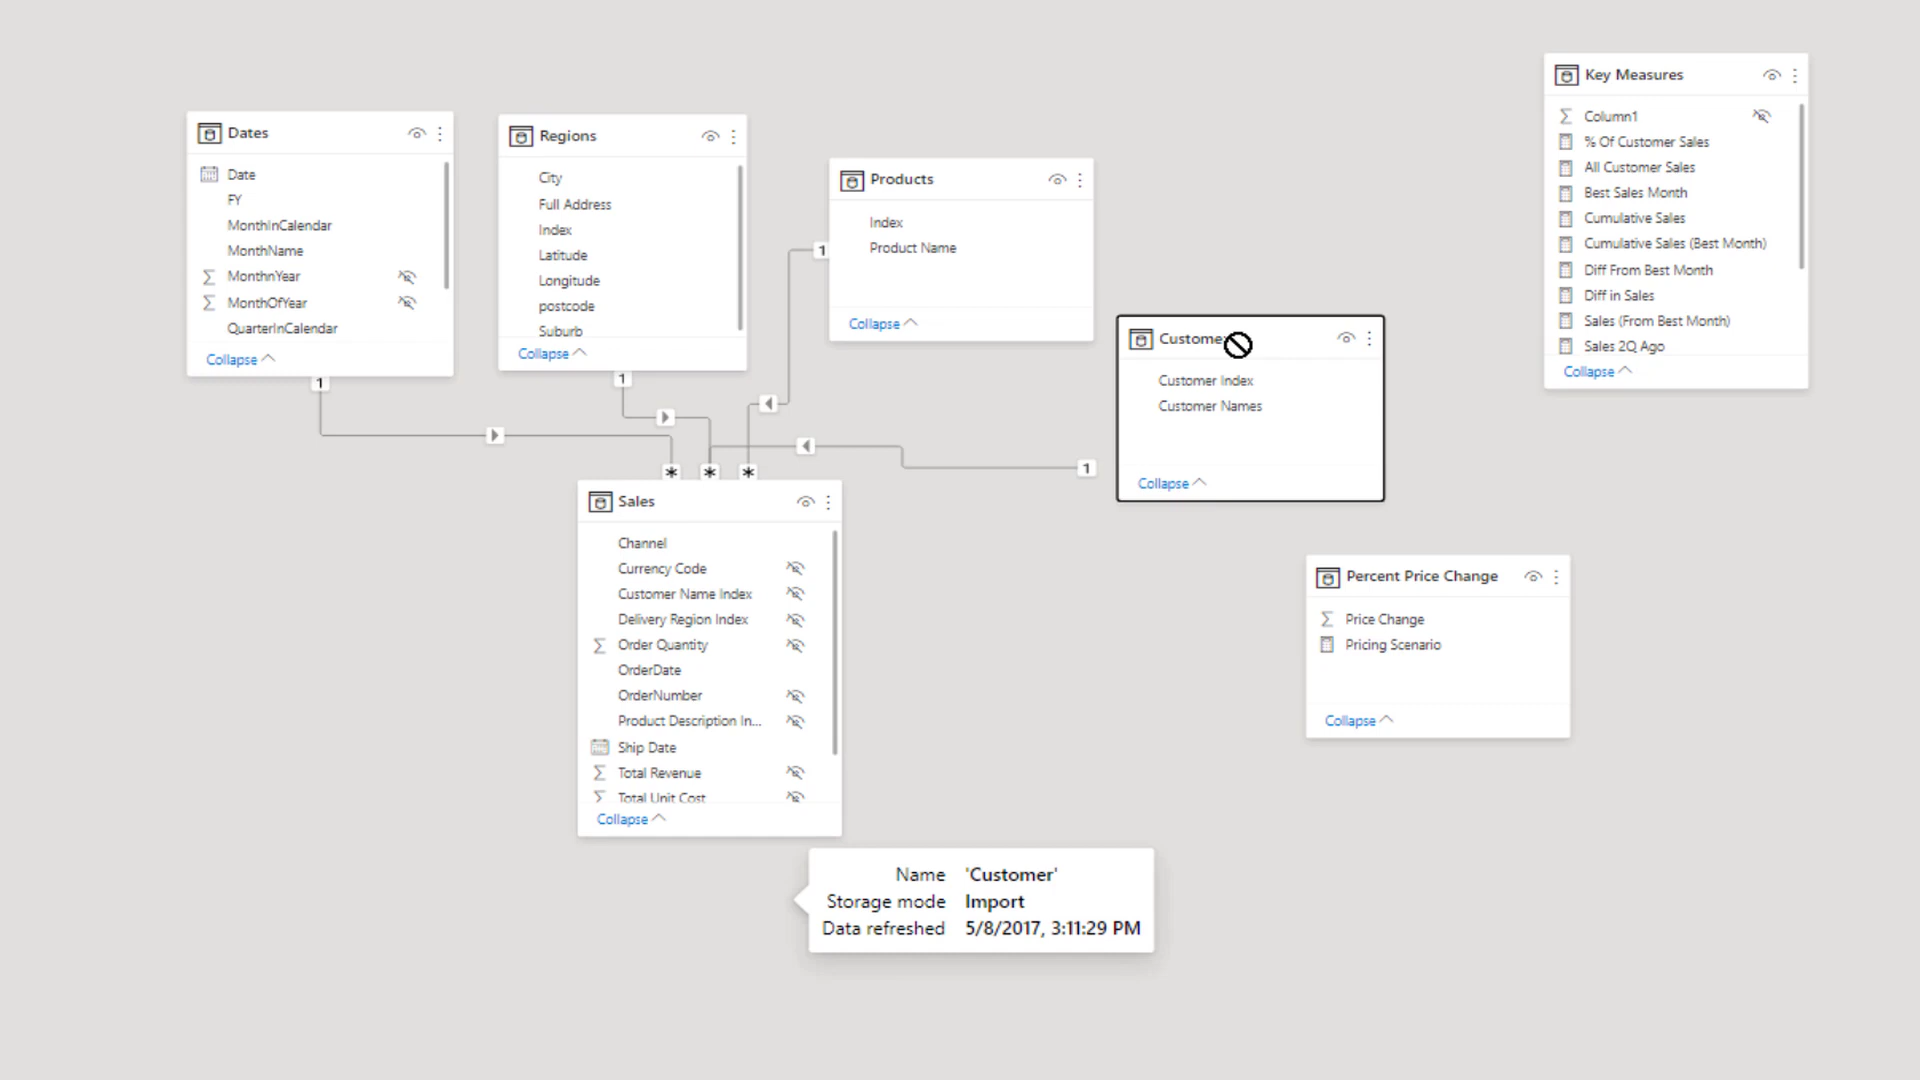 Dates
Date
FY
MonthInCalendar
MonthName
MonthnYear
MonthOfYear
QuarterInCalendar
Collapse
1
Regions
City
Full Address
Index
Latitude
Longitude
postcode
Suburb
Collapse
1
Products
Index
Product Name
Collapse
1
Customer
Customer Index
Customer Names
Collapse
1
Key Measures
Column1
% Of Customer Sales
All Customer Sales
Best Sales Month
Cumulative Sales
Cumulative Sales (Best Month)
Diff From Best Month
Diff in Sales
Sales (From Best Month)
Sales 2Q Ago
Collapse
* * *
Sales
Channel
Currency Code
Customer Name Index
Delivery Region Index
Order Quantity
OrderDate
OrderNumber
Product Description In...
Ship Date
Total Revenue
Total Unit Cost
Collapse
Percent Price Change
Price Change
Pricing Scenario
Collapse
Name 'Customer'
Storage mode Import
Data refreshed 5/8/2017, 3:11:29 PM